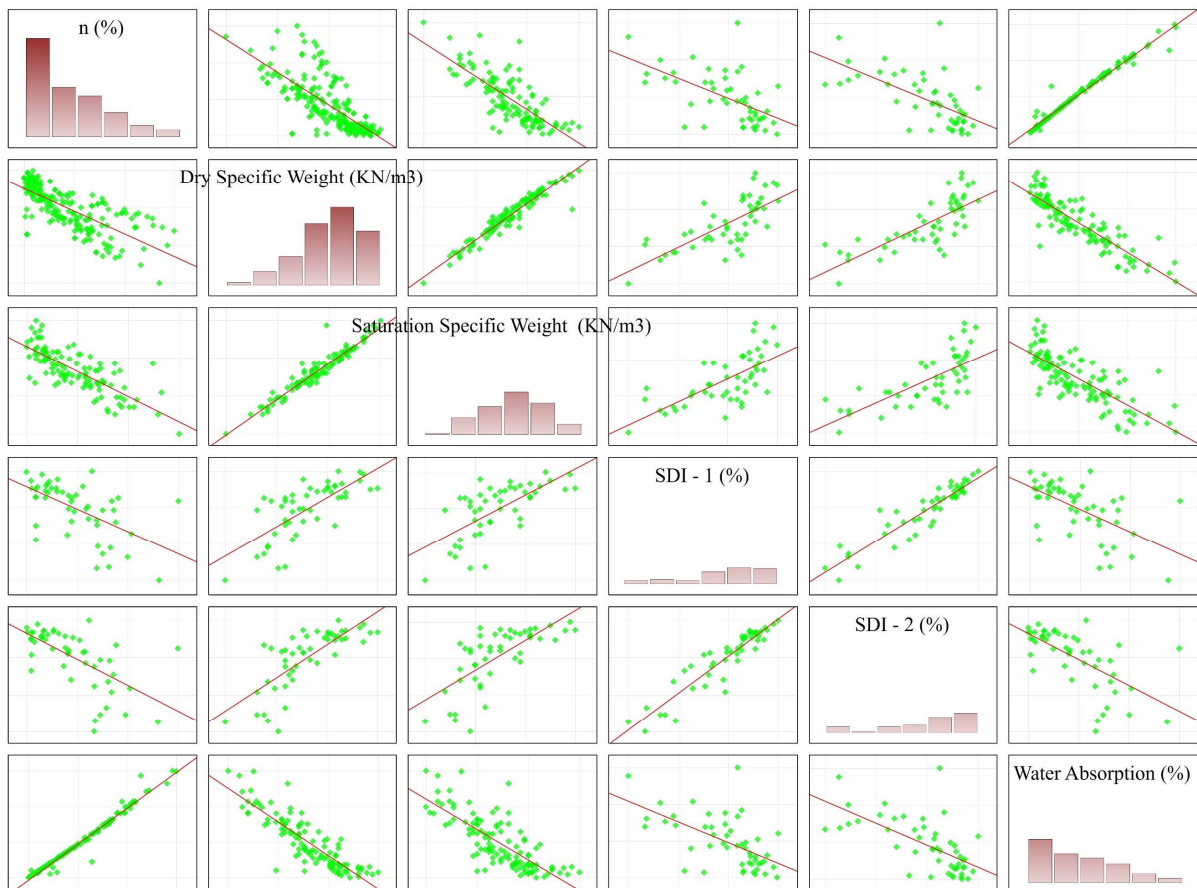 n (%)
Dry Specific Weight (KN/m3)
Saturation Specific Weight (KN/m3)
SDI - 1 (%)
SDI - 2 (%)
Water Absorption (%)